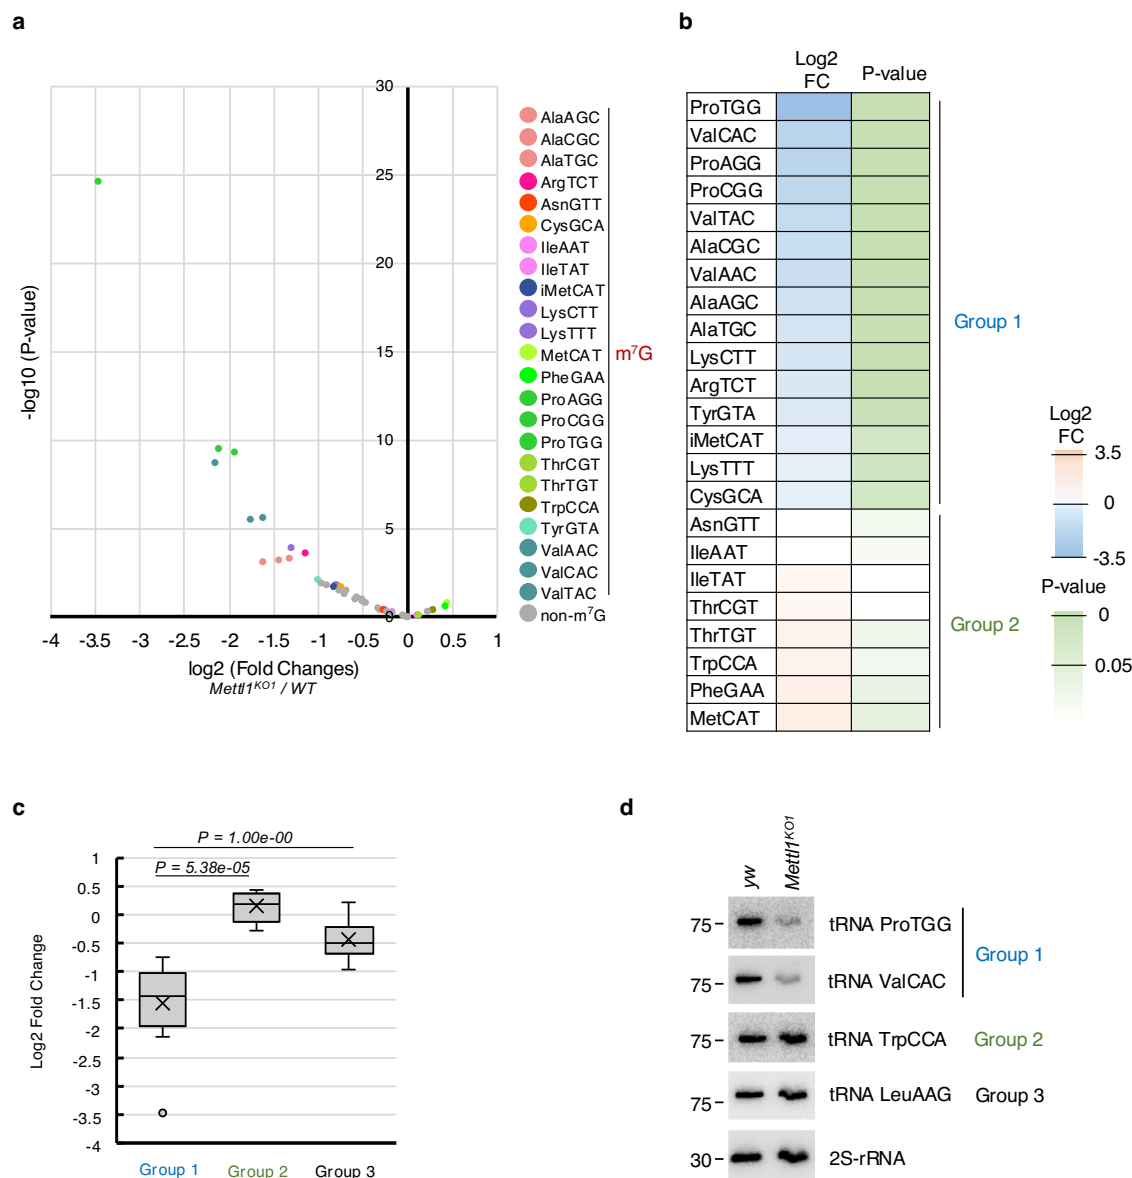 a
30
25
20
15
10
5
0
-4 -3.5 -3 -2.5 -2 -1.5 -1 -0.5 0 0.5 1
-log10 (P-value)
log2 (Fold Changes)
Mettl1ᴷᴼ¹ / WT
AlaAGC
AlaCGC
AlaTGC
ArgTCT
AsnGTT
CysGCA
IleAAT
IleTAT
iMetCAT
LysCTT
LysTTT
MetCAT
PheGAA
ProAGG
ProCGG
ProTGG
ThrCGT
ThrTGT
TrpCCA
TyrGTA
ValAAC
ValCAC
ValTAC
non-m⁷G
m⁷G
b
Log2
FC
P-value
ProTGG
ValCAC
ProAGG
ProCGG
ValTAC
AlaCGC
ValAAC
AlaAGC
AlaTGC
LysCTT
ArgTCT
TyrGTA
iMetCAT
LysTTT
CysGCA
AsnGTT
IleAAT
IleTAT
ThrCGT
ThrTGT
TrpCCA
PheGAA
MetCAT
Group 1
Group 2
Log2
FC
3.5
0
-3.5
P-value
0
0.05
c
P = 1.00e-00
P = 5.38e-05
1
0.5
0
-0.5
-1
-1.5
-2
-2.5
-3
-3.5
-4
Log2 Fold Change
Group 1 Group 2 Group 3
d
yw Mettl1ᴷᴼ¹
75 tRNA ProTGG
Group 1
75 tRNA ValCAC
75 tRNA TrpCCA Group 2
75 tRNA LeuAAG Group 3
30 2S-rRNA